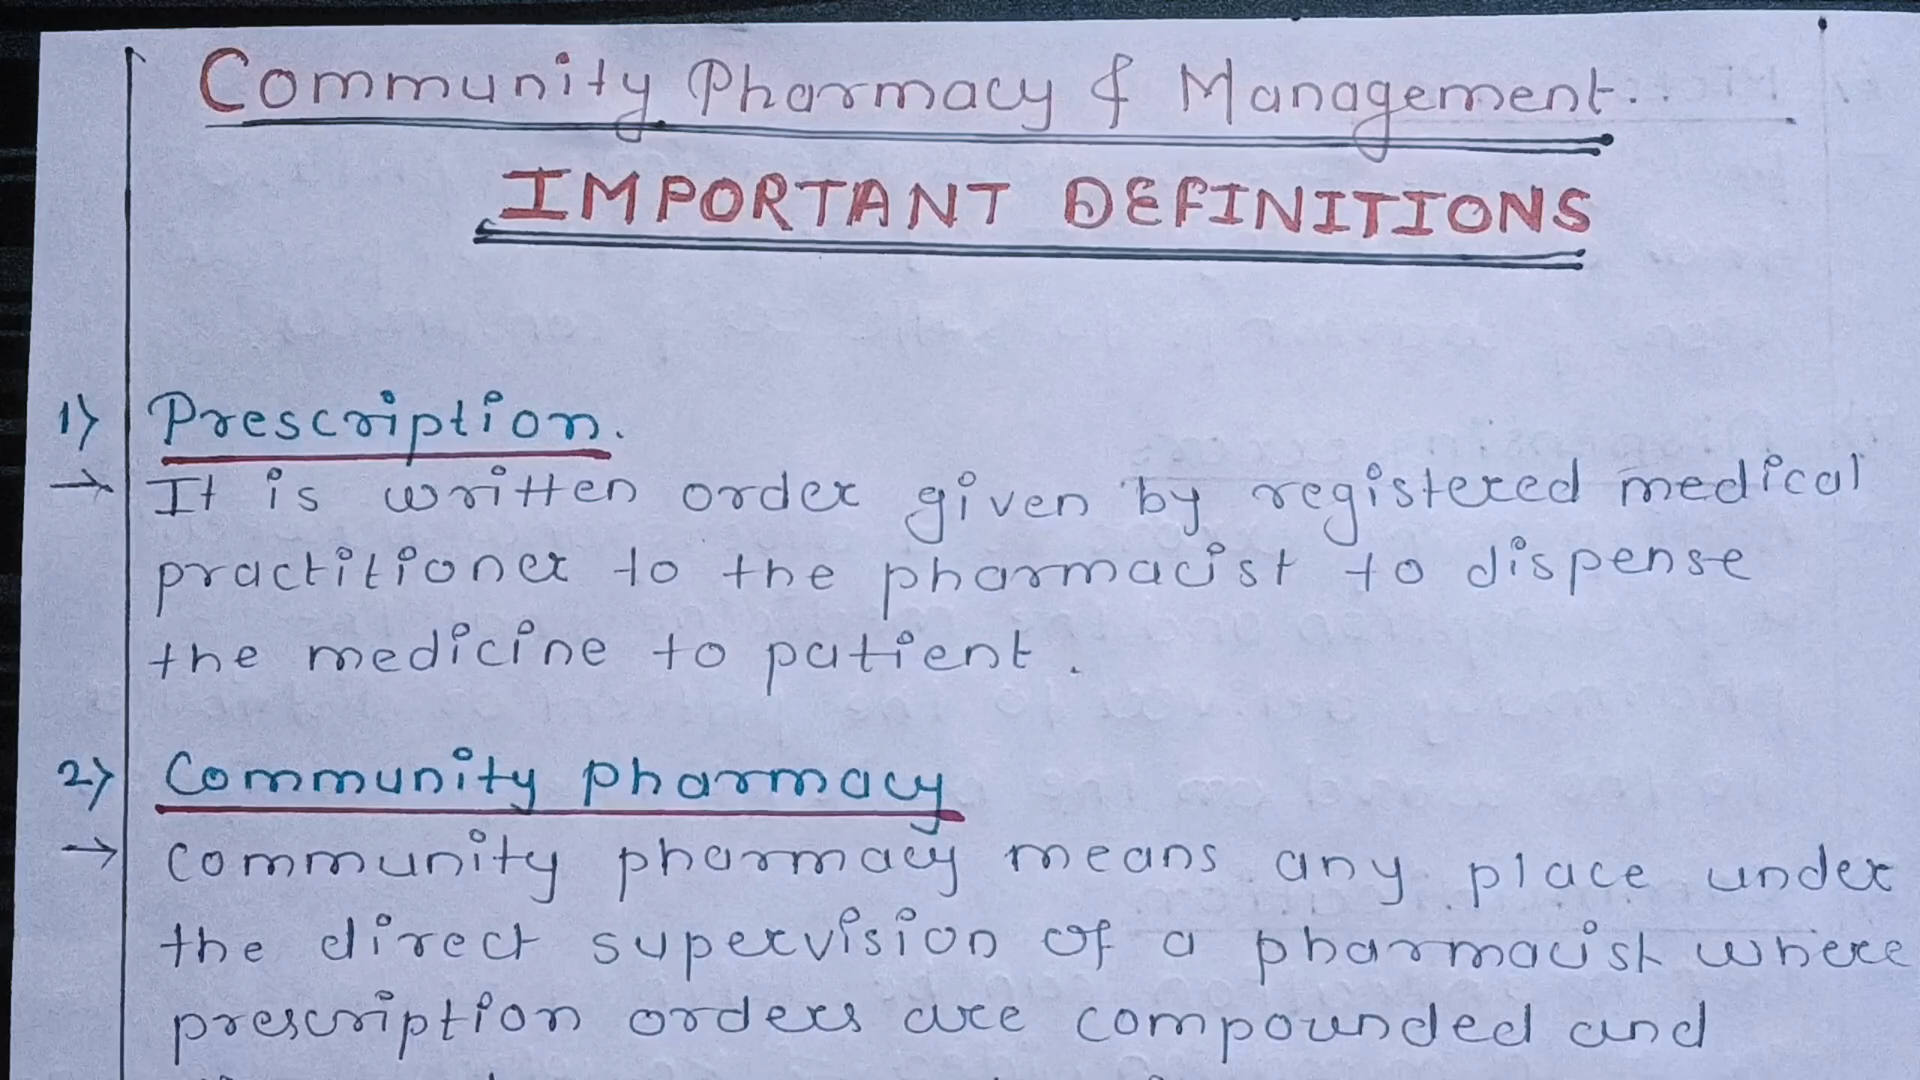 Community Pharmacy & Management.
IMPORTANT DEFINITIONS
1) Prescription.
→ It is written order given by registered medical
practitioner to the pharmacist to dispense
the medicine to patient.
2) Community pharmacy
→ community pharmacy means any place under
the direct supervision of a pharmacist where
prescription orders are compounded and